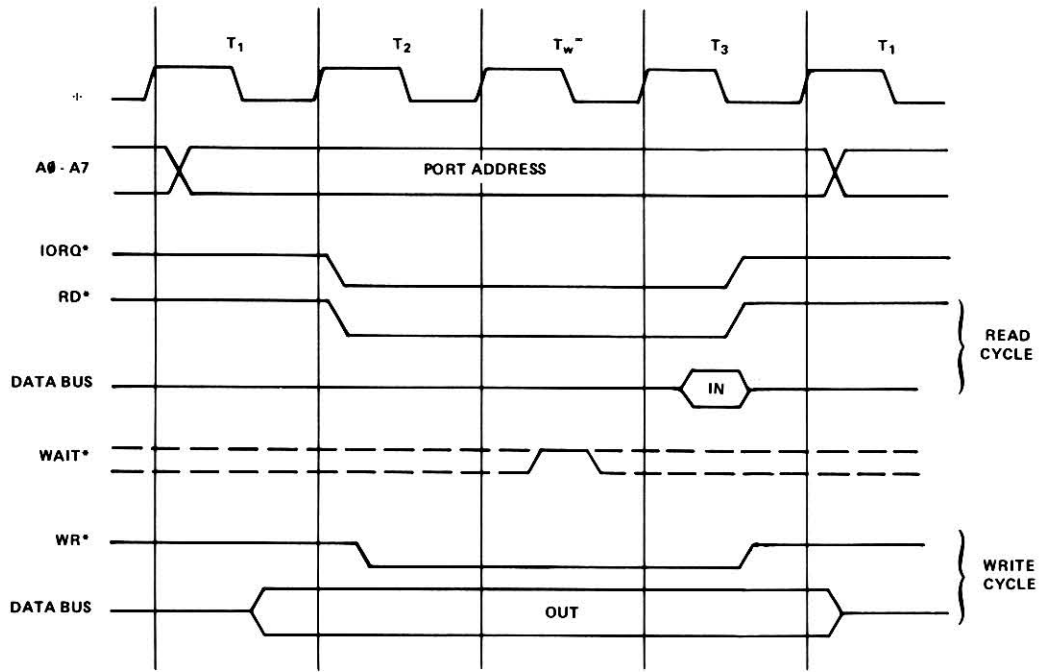 T1 T2 Tw T3 T1
AØ - A7
PORT ADDRESS
IORQ*
RD*
READ
CYCLE
DATA BUS
IN
WAIT*
WR*
WRITE
CYCLE
DATA BUS
OUT